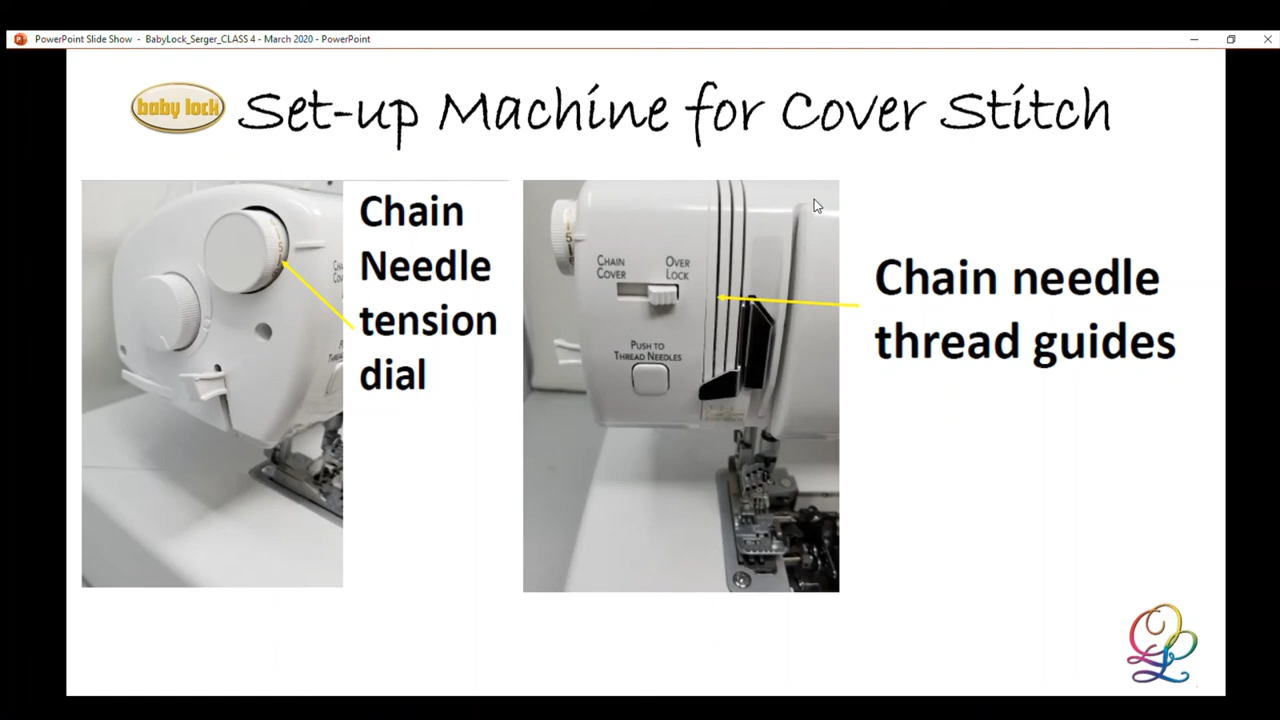 PowerPoint Slide Show - BabyLock_Serger_CLASS 4 - March 2020 - PowerPoint
baby lock
Set-up Machine for Cover Stitch
Chain
Needle
tension
dial
CHAIN
COVER
OVER
LOCK
PUSH TO
THREAD NEEDLES
Chain needle
thread guides